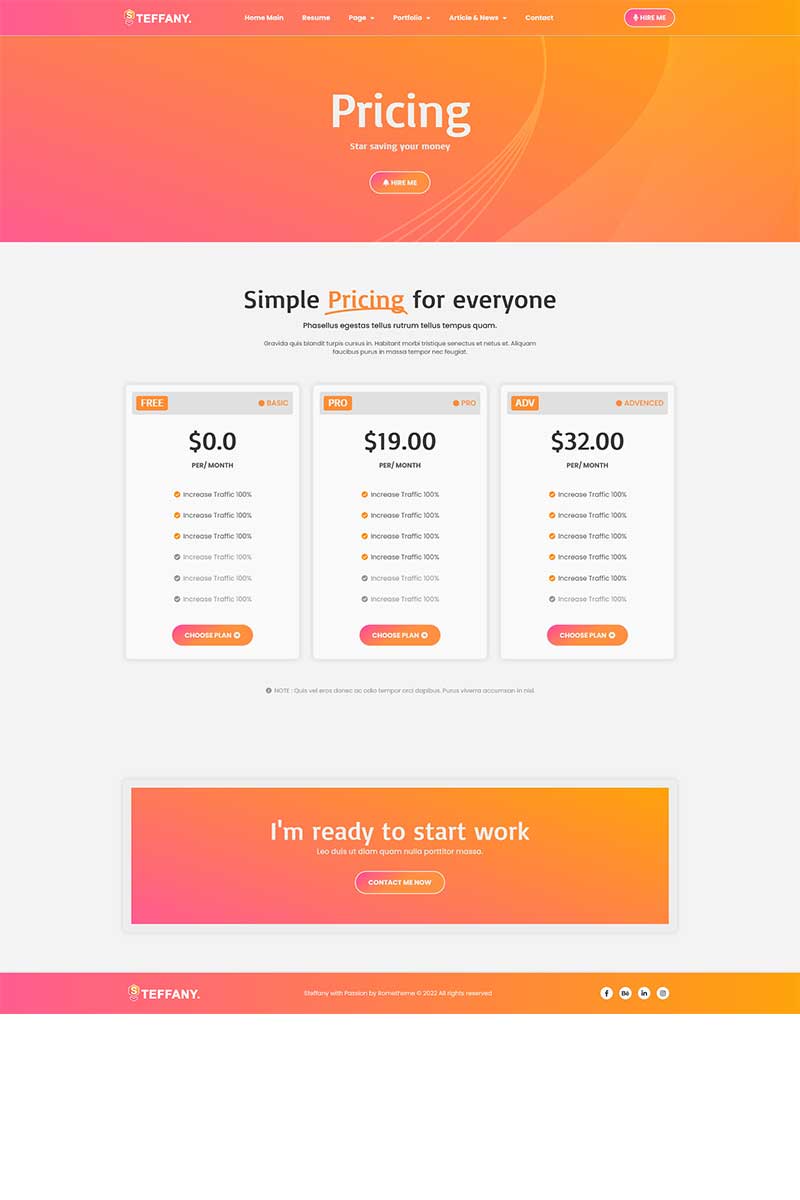 STEFFANY. Home Main Resume Page Portfolio Article & News Contact HIRE ME
Pricing
Star saving your money
HIRE ME
Simple Pricing for everyone
Phasellus egestas tellus rutrum tellus tempus quam.
Gravida quis blandit turpis cursus in. Habitant morbi tristique senectus et netus et. Aliquam
faucibus purus in massa tempor nec feugiat.
FREE BASIC
$0.0
PER/ MONTH
Increase Traffic 100%
Increase Traffic 100%
Increase Traffic 100%
Increase Traffic 100%
Increase Traffic 100%
Increase Traffic 100%
CHOOSE PLAN
PRO PRO
$19.00
PER/ MONTH
Increase Traffic 100%
Increase Traffic 100%
Increase Traffic 100%
Increase Traffic 100%
Increase Traffic 100%
Increase Traffic 100%
CHOOSE PLAN
ADV ADVENCED
$32.00
PER/ MONTH
Increase Traffic 100%
Increase Traffic 100%
Increase Traffic 100%
Increase Traffic 100%
Increase Traffic 100%
Increase Traffic 100%
CHOOSE PLAN
NOTE : Quis vel eros donec ac odio tempor orci dapibus. Purus viverra accumsan in nisl.
I'm ready to start work
Leo duis ut diam quam nulla porttitor massa.
CONTACT ME NOW
STEFFANY. Steffany with Passion by Rometheme © 2022 All rights reserved